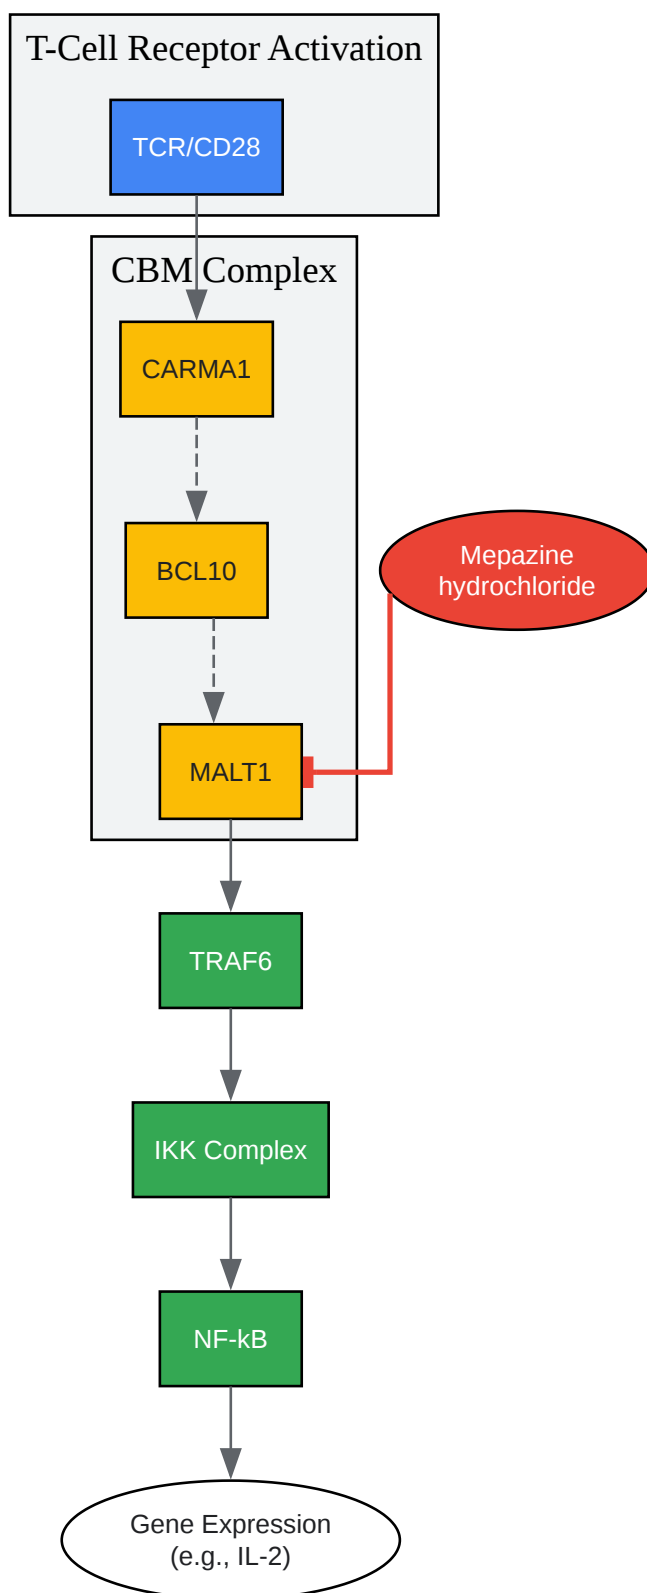 T-Cell Receptor Activation
TCR/CD28
CBM Complex
CARMA1
BCL10
Mepazine
hydrochloride
MALT1
TRAF6
IKK Complex
NF-kB
Gene Expression
(e.g., IL-2)